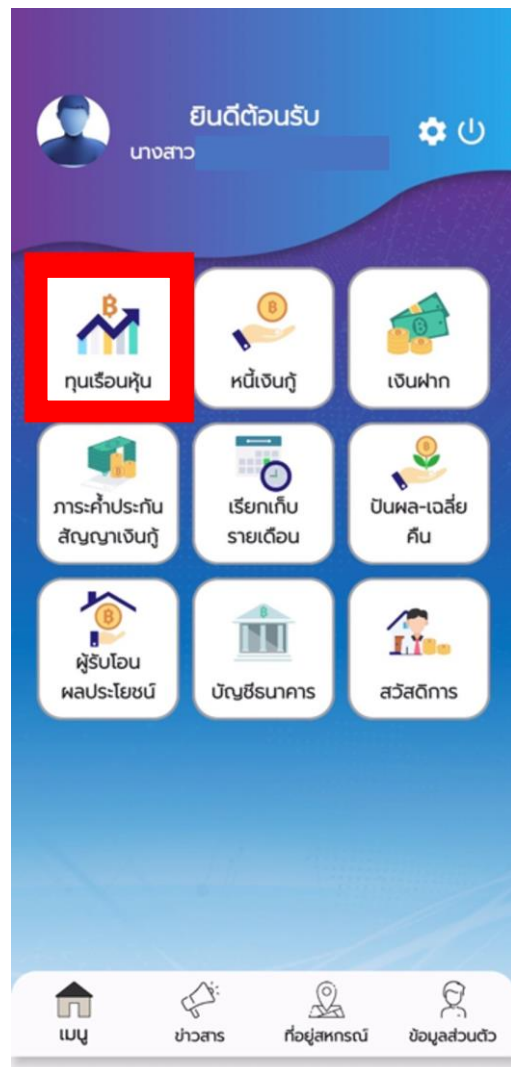 ยินดีต้อนรับ
นางสาว
ทุนเรือนหุ้น
หนี้เงินกู้
เงินฝาก
ภาระค้ำประกัน
สัญญาเงินกู้
เรียกเก็บ
รายเดือน
ปันผล-เฉลี่ย
คืน
ผู้รับโอน
ผลประโยชน์
บัญชีธนาคาร
สวัสดิการ
เมนู
ข่าวสาร
ที่อยู่สหกรณ์
ข้อมูลส่วนตัว